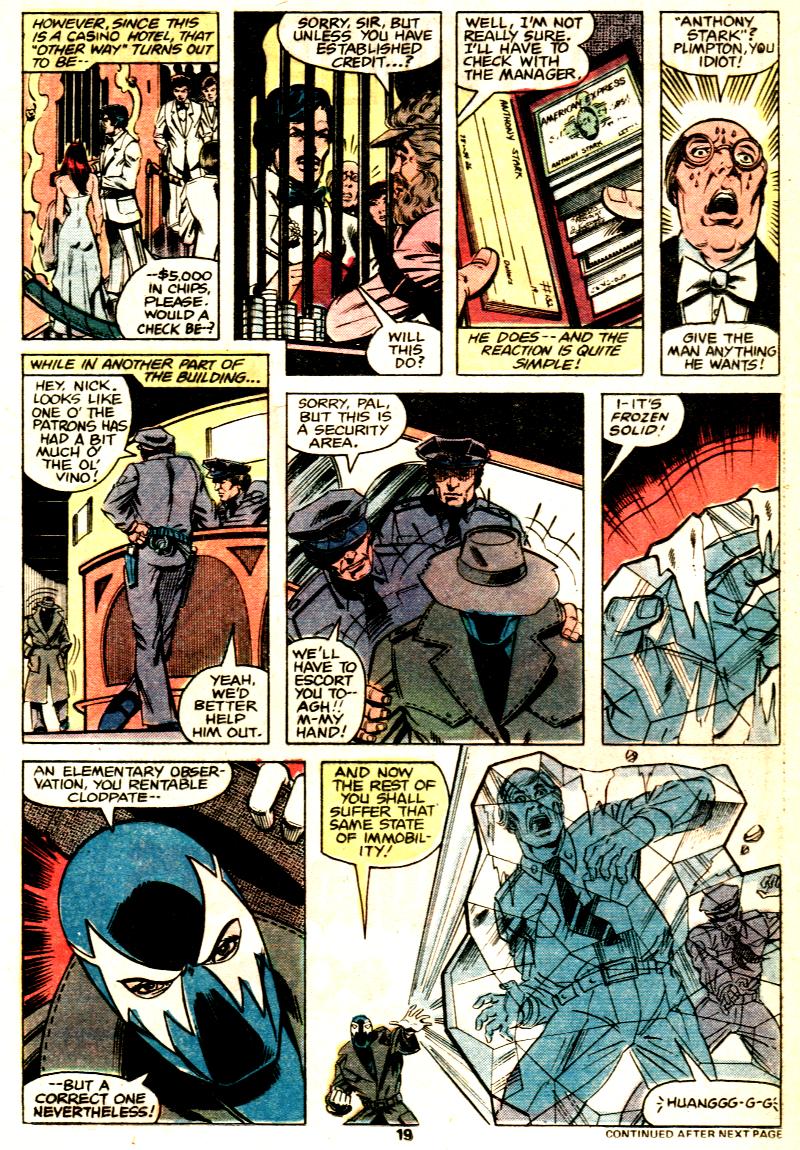 HOWEVER, SINCE THIS
IS A CASINO HOTEL, THAT
"OTHER WAY" TURNS OUT
TO BE--
--$5,000
IN CHIPS,
PLEASE.
WOULD A
CHECK BE--?
SORRY, SIR, BUT
UNLESS YOU HAVE
ESTABLISHED
CREDIT...?
WILL
THIS
DO?
WELL, I'M NOT
REALLY SURE.
I'LL HAVE TO
CHECK WITH
THE MANAGER.
ANTHONY STARK
AMERICAN EXPRESS
ANTHONY STARK
HE DOES--AND THE
REACTION IS QUITE
SIMPLE!
"ANTHONY
STARK"?
PLIMPTON, YOU
IDIOT!
GIVE THE
MAN ANYTHING
HE WANTS!
WHILE IN ANOTHER PART OF
THE BUILDING...
HEY, NICK.
LOOKS LIKE
ONE O' THE
PATRONS HAS
HAD A BIT
MUCH O'
THE OL'
VINO!
YEAH,
WE'D
BETTER
HELP
HIM OUT.
SORRY, PAL,
BUT THIS IS
A SECURITY
AREA.
WE'LL
HAVE TO
ESCORT
YOU TO--
AGH!!
M-MY
HAND!
I-IT'S
FROZEN
SOLID!
AN ELEMENTARY OBSER-
VATION, YOU RENTABLE
CLODPATE--
--BUT A
CORRECT ONE
NEVERTHELESS!
AND NOW
THE REST OF
YOU SHALL
SUFFER THAT
SAME STATE
OF IMMOBIL-
ITY!
HUANGGG-G-G
19
CONTINUED AFTER NEXT PAGE